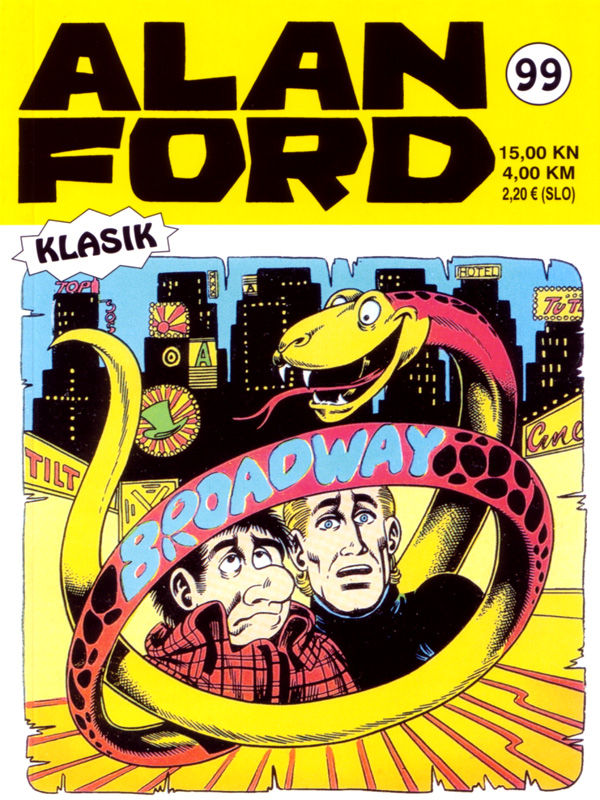 ALAN
FORD
99
15,00 KN
4,00 KM
2,20 € (SLO)
KLASIK
TOP
HOTEL
A
TILT
BROADWAY